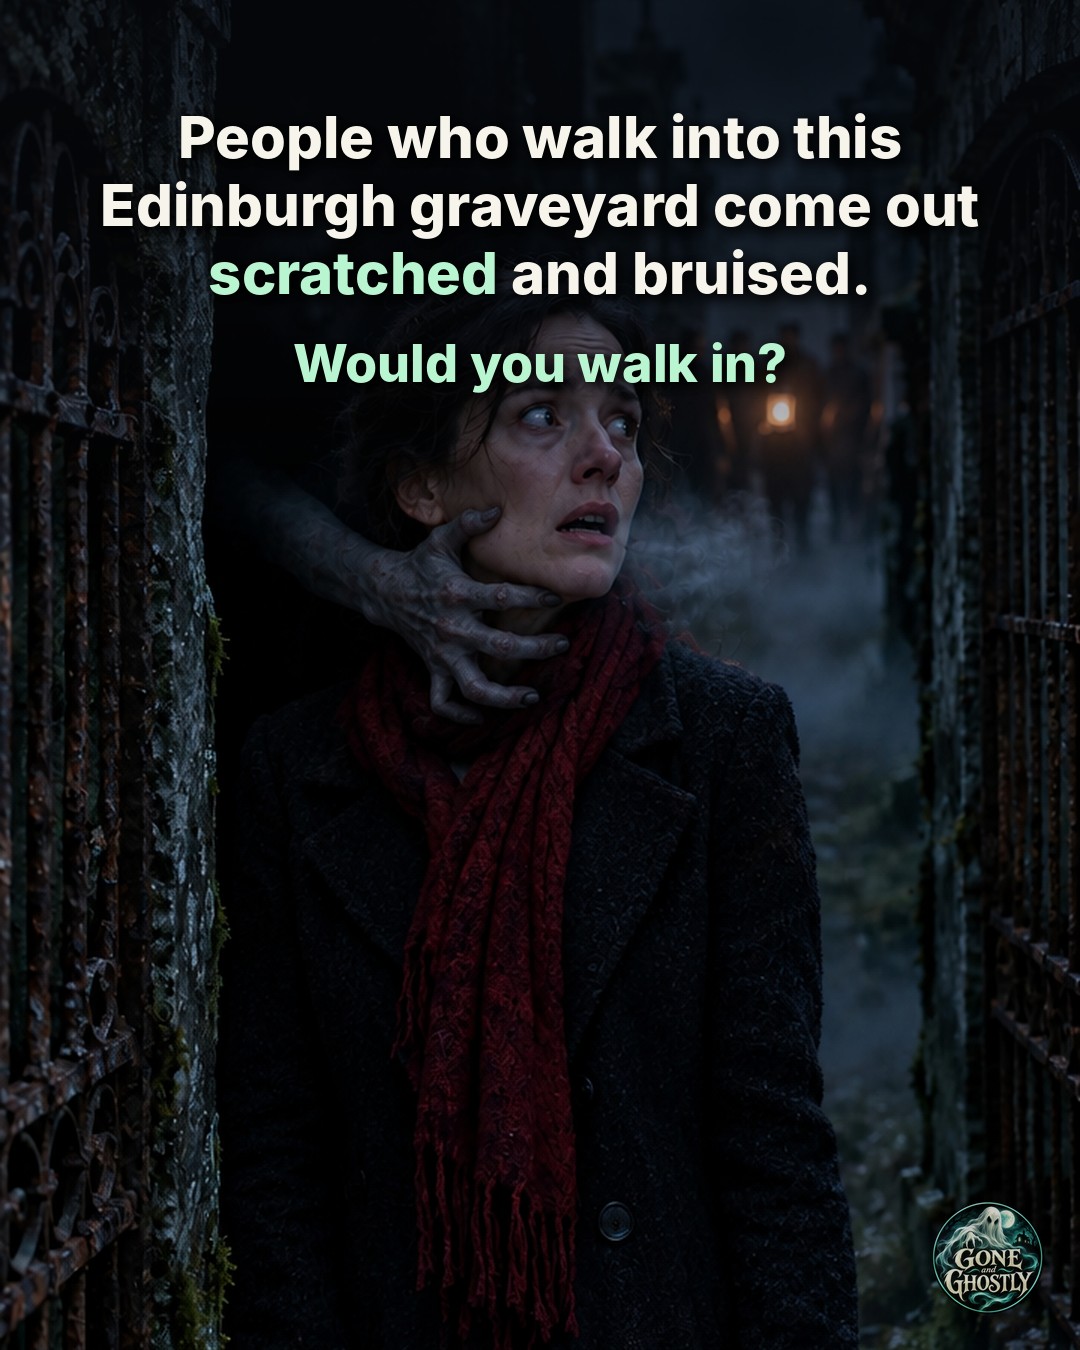 People who walk into this
Edinburgh graveyard come out
scratched and bruised.
Would you walk in?
GONE
and
GHOSTLY